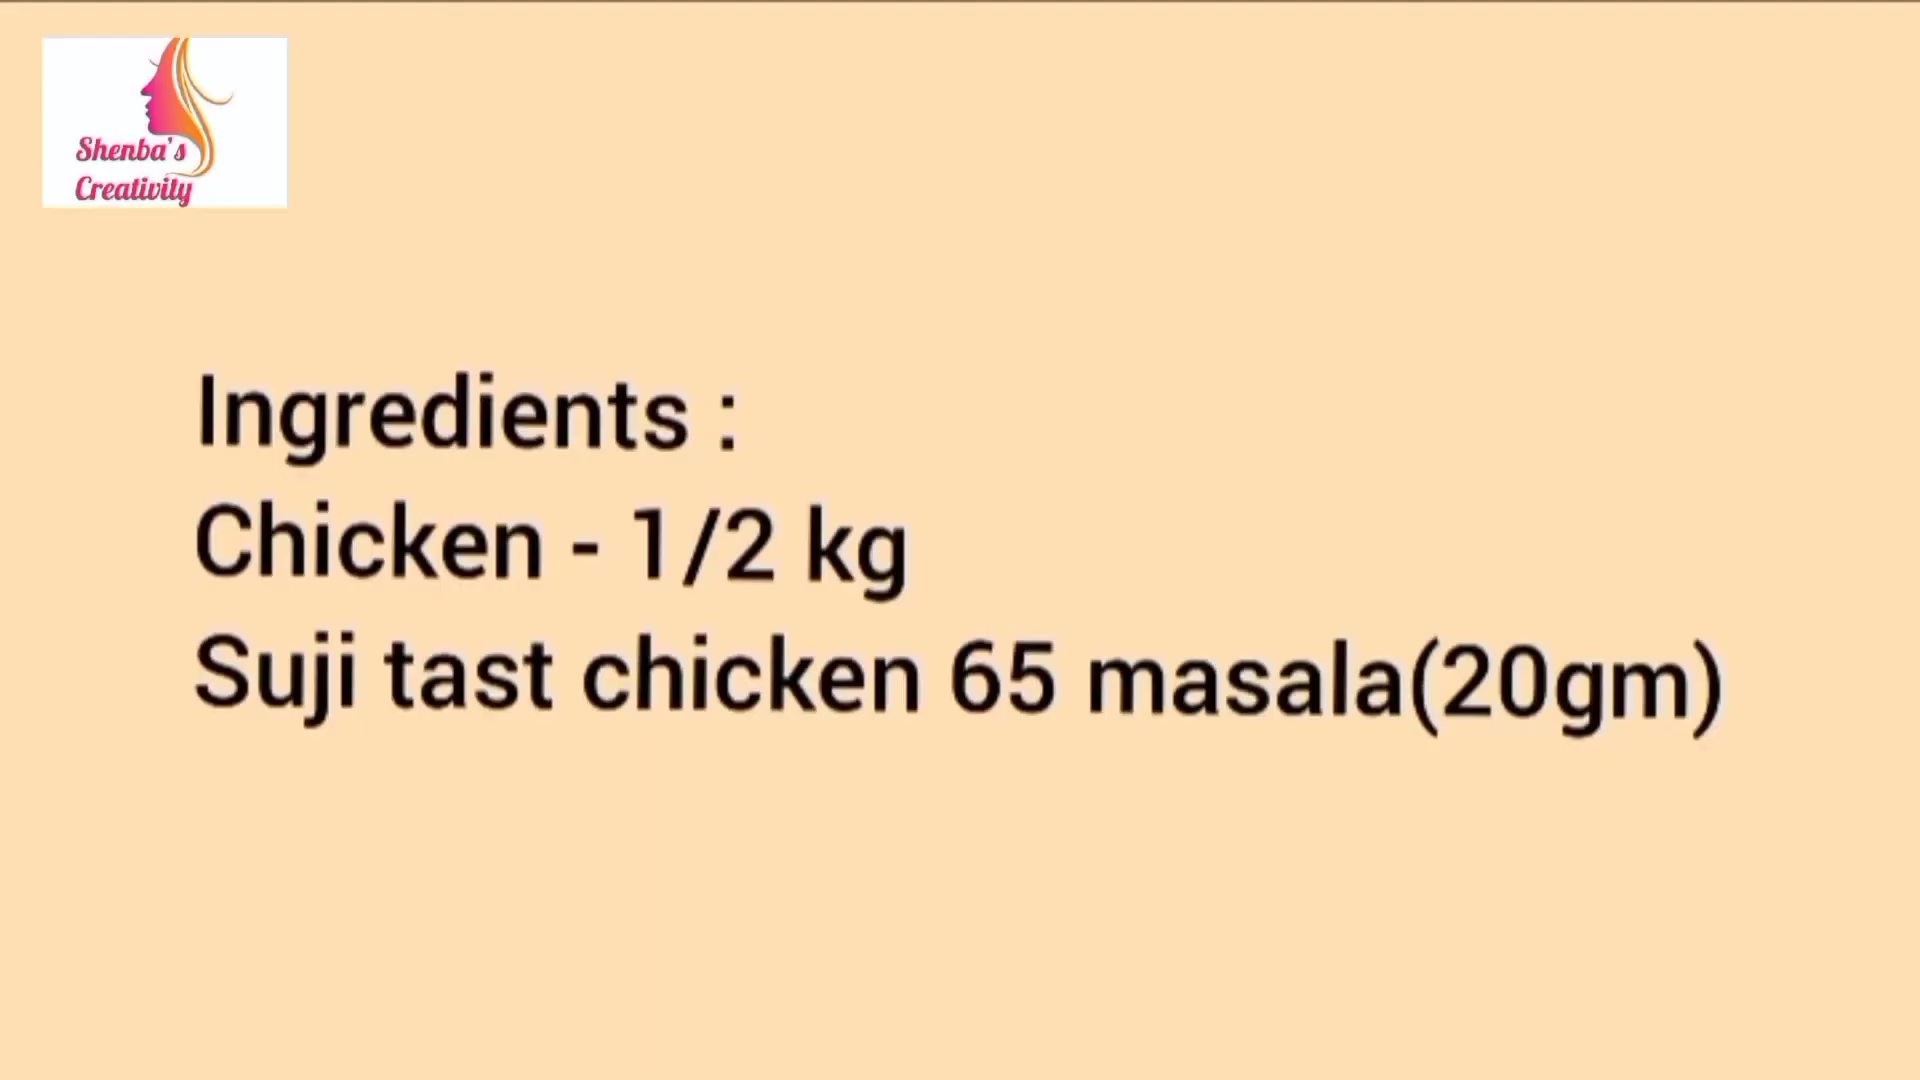 Shenba's
Creativity
Ingredients :
Chicken - 1/2 kg
Suji tast chicken 65 masala(20gm)